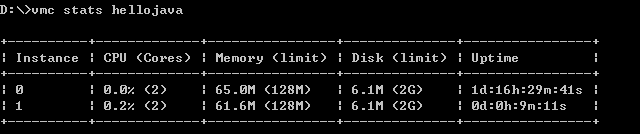 D:\>vmc stats hellojava
+----------+-------------+----------------+--------------+----------------+
| Instance | CPU (Cores) | Memory (limit) | Disk (limit) | Uptime         |
+----------+-------------+----------------+--------------+----------------+
| 0        | 0.0% (2)    | 65.0M (128M)   | 6.1M (2G)    | 1d:16h:29m:41s |
| 1        | 0.2% (2)    | 61.6M (128M)   | 6.1M (2G)    | 0d:0h:9m:11s   |
+----------+-------------+----------------+--------------+----------------+